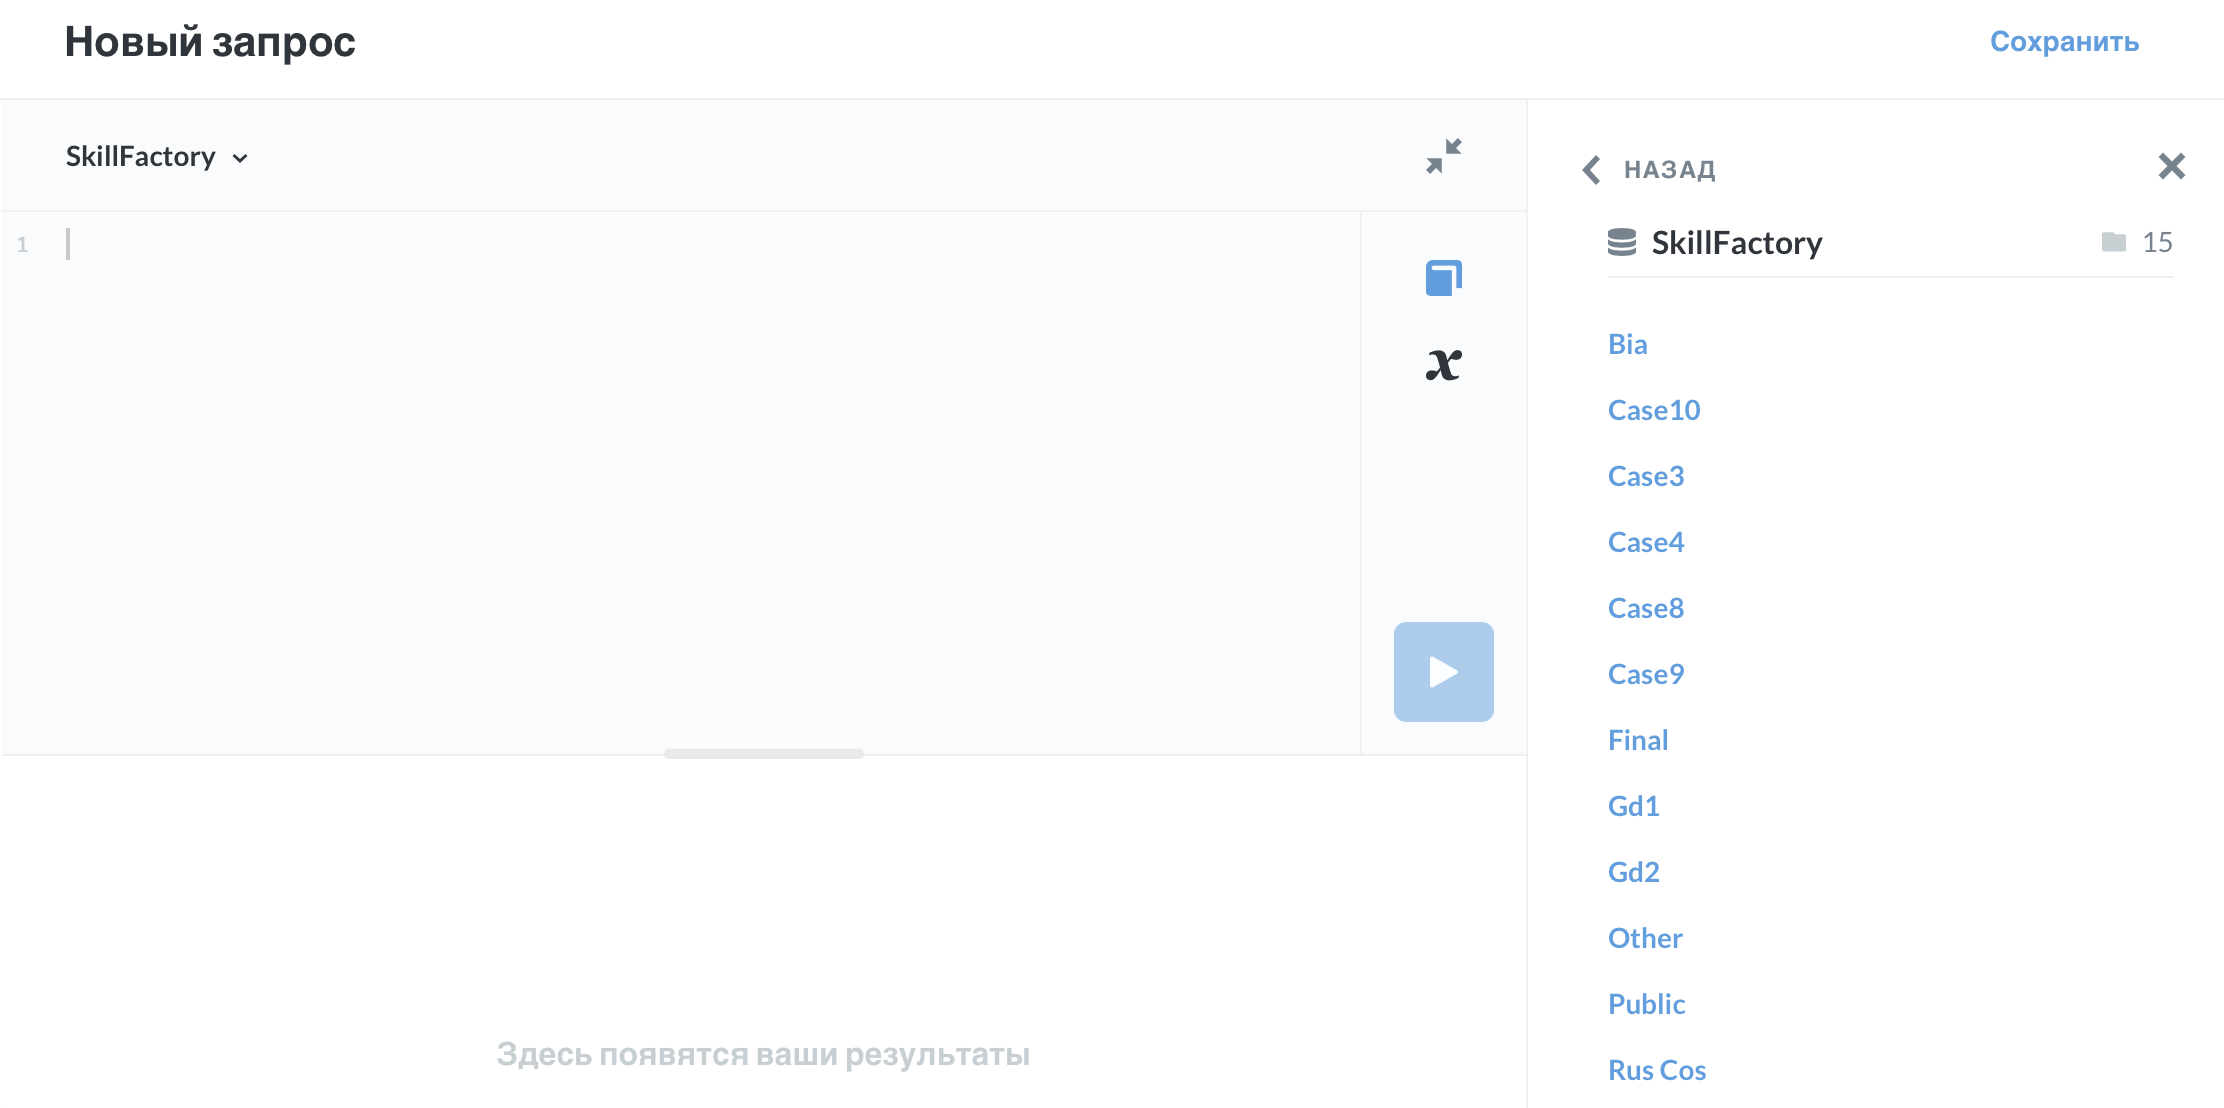 Новый запрос
Сохранить
SkillFactory
1
НАЗАД
SkillFactory
15
Bia
Case10
Case3
Case4
Case8
Case9
Final
Gd1
Gd2
Other
Public
Rus Cos
Здесь появятся ваши результаты